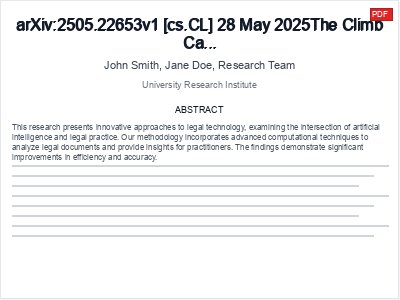 PDF
arXiv:2505.22653v1 [cs.CL] 28 May 2025The Climb
Ca...
John Smith, Jane Doe, Research Team
University Research Institute
ABSTRACT
This research presents innovative approaches to legal technology, examining the intersection of artificial
intelligence and legal practice. Our methodology incorporates advanced computational techniques to
analyze legal documents and provide insights for practitioners. The findings demonstrate significant
improvements in efficiency and accuracy.